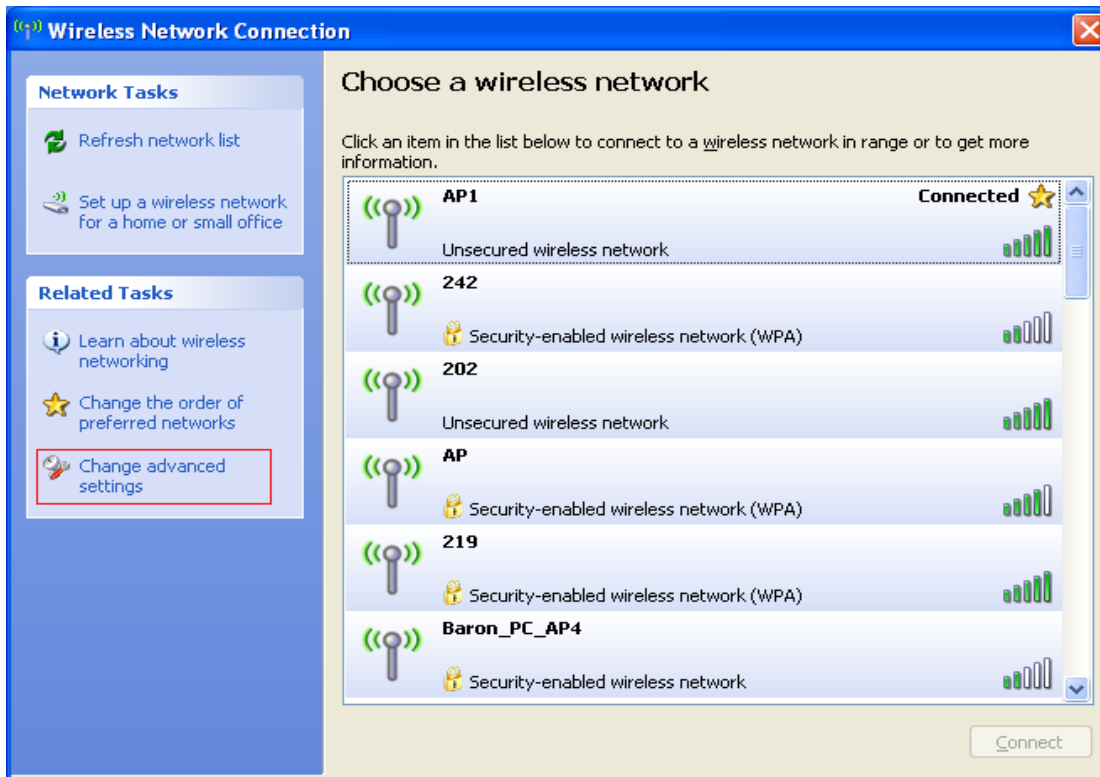 Wireless Network Connection
Network Tasks
Refresh network list
Set up a wireless network
for a home or small office
Related Tasks
Learn about wireless
networking
Change the order of
preferred networks
Change advanced
settings
Choose a wireless network
Click an item in the list below to connect to a wireless network in range or to get more
information.
AP1 Connected
Unsecured wireless network
242
Security-enabled wireless network (WPA)
202
Unsecured wireless network
AP
Security-enabled wireless network (WPA)
219
Security-enabled wireless network (WPA)
Baron_PC_AP4
Security-enabled wireless network
Connect